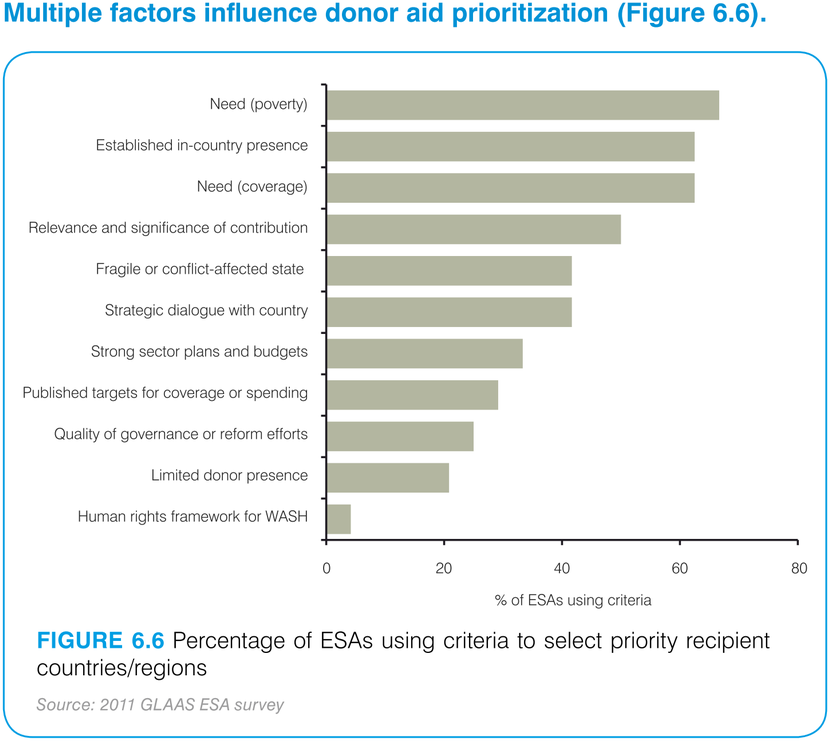 Multiple factors influence donor aid prioritization (Figure 6.6).
Need (poverty)
Established in-country presence
Need (coverage)
Relevance and significance of contribution
Fragile or conflict-affected state
Strategic dialogue with country
Strong sector plans and budgets
Published targets for coverage or spending
Quality of governance or reform efforts
Limited donor presence
Human rights framework for WASH
0 20 40 60 80
% of ESAs using criteria
FIGURE 6.6 Percentage of ESAs using criteria to select priority recipient
countries/regions
Source: 2011 GLAAS ESA survey